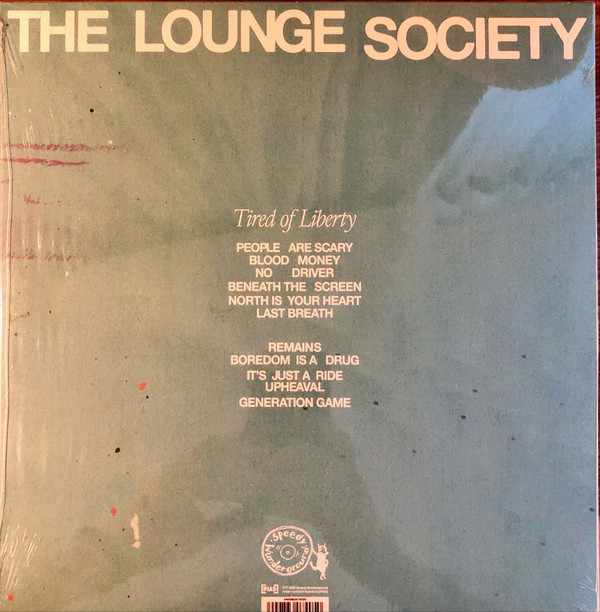 THE LOUNGE SOCIETY
Tired of Liberty
PEOPLE ARE SCARY
BLOOD MONEY
NO DRIVER
BENEATH THE SCREEN
NORTH IS YOUR HEART
LAST BREATH
REMAINS
BOREDOM IS A DRUG
IT'S JUST A RIDE
UPHEAVAL
GENERATION GAME
Speedy
Wunderground
[PIAS]